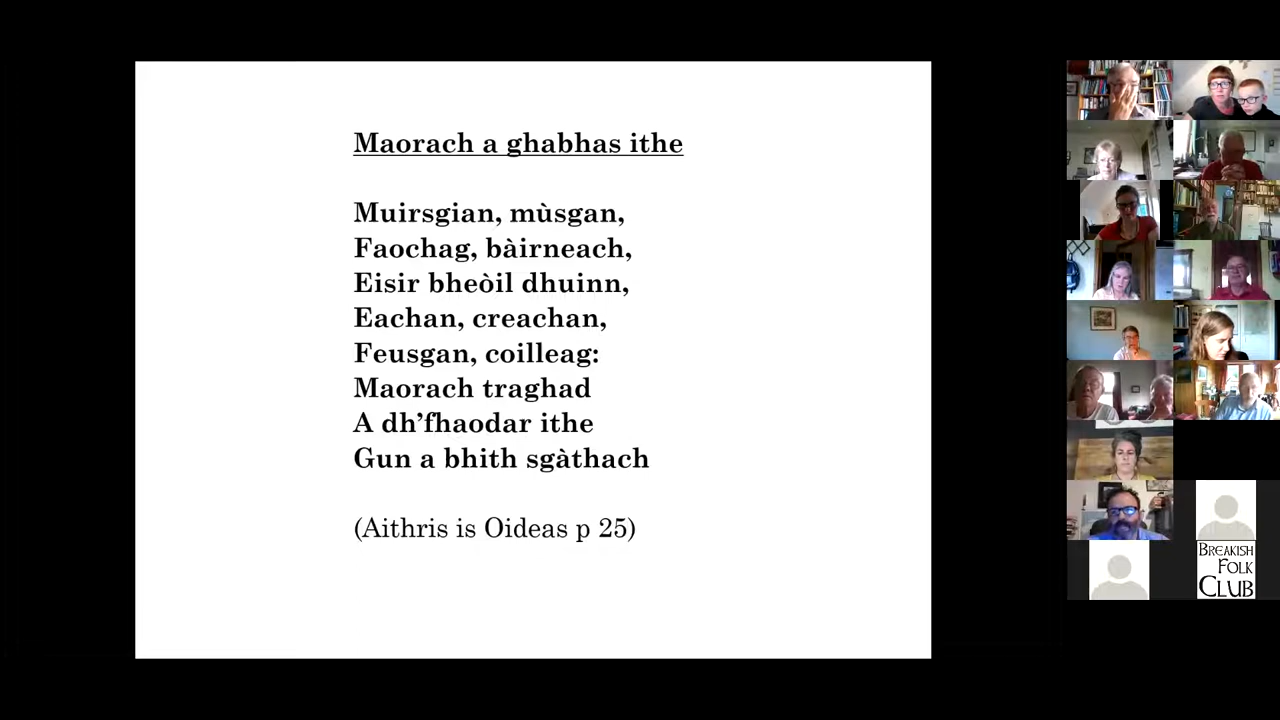 Maorach a ghabhas ithe
Muirsgian, mùsgan,
Faochag, bàirneach,
Eisir bheòil dhuinn,
Eachan, creachan,
Feusgan, coilleag:
Maorach traghad
A dh’fhaodar ithe
Gun a bhith sgàthach
(Aithris is Oideas p 25)
BREAKISH
FOLK
CLUB